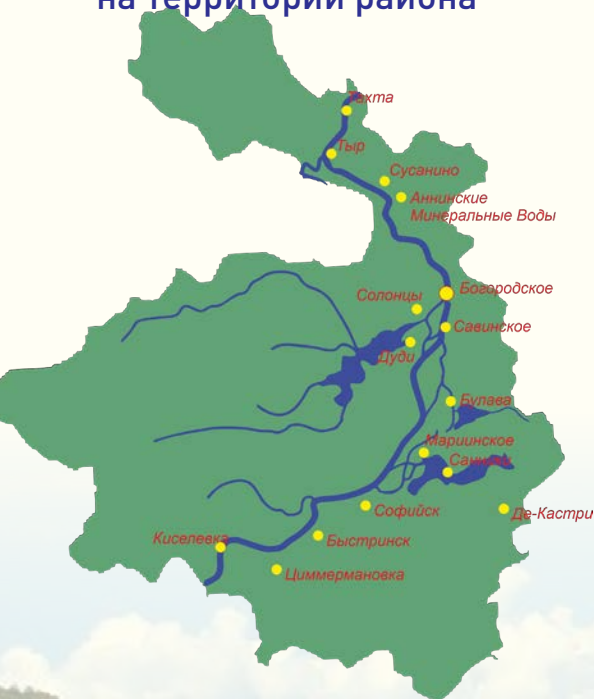 на территории района
Тахта
Тыр
Сусанино
Аннинские
Минеральные Воды
Богородское
Солонцы
Савинское
Дуди
Булава
Мариинское
Софийск
Де-Кастри
Киселевка
Быстринск
Циммермановка